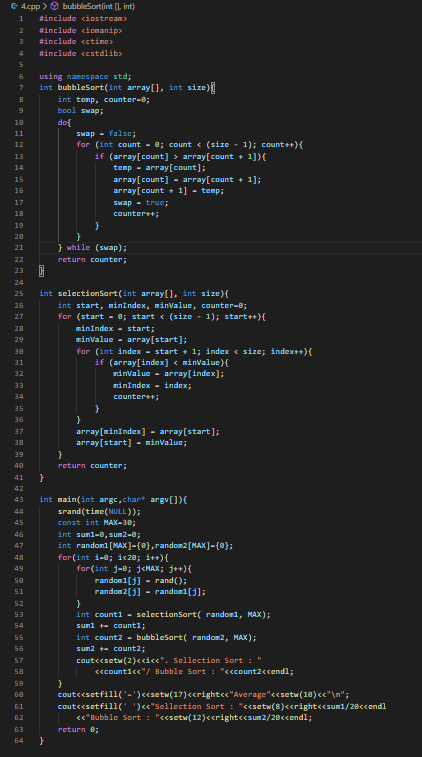 4.cpp > bubbleSort(int [], int)
1 #include <iostream>
2 #include <iomanip>
3 #include <ctime>
4 #include <cstdlib>
5
6 using namespace std;
7 int bubbleSort(int array[], int size){
8     int temp, counter=0;
9     bool swap;
10     do{
11         swap = false;
12         for (int count = 0; count < (size - 1); count++){
13             if (array[count] > array[count + 1]){
14                 temp = array[count];
15                 array[count] = array[count + 1];
16                 array[count + 1] = temp;
17                 swap = true;
18                 counter++;
19             }
20         }
21     } while (swap);
22     return counter;
23 }
24
25 int selectionSort(int array[], int size){
26     int start, minIndex, minValue, counter=0;
27     for (start = 0; start < (size - 1); start++){
28         minIndex = start;
29         minValue = array[start];
30         for (int index = start + 1; index < size; index++){
31             if (array[index] < minValue){
32                 minValue = array[index];
33                 minIndex = index;
34                 counter++;
35             }
36         }
37         array[minIndex] = array[start];
38         array[start] = minValue;
39     }
40     return counter;
41 }
42
43 int main(int argc,char* argv[]){
44     srand(time(NULL));
45     const int MAX=30;
46     int sum1=0,sum2=0;
47     int random1[MAX]={0},random2[MAX]={0};
48     for(int i=0; i<20; i++){
49         for(int j=0; j<MAX; j++){
50             random1[j] = rand();
51             random2[j] = random1[j];
52         }
53         int count1 = selectionSort( random1, MAX);
54         sum1 += count1;
55         int count2 = bubbleSort( random2, MAX);
56         sum2 += count2;
57         cout<<setw(2)<<i<<". Sellection Sort : "
58             <<count1<<"/ Bubble Sort : "<<count2<<endl;
59     }
60     cout<<setfill('=')<<setw(17)<<right<<"Average"<<setw(10)<<"\n";
61     cout<<setfill(' ')<<"Sellection Sort : "<<setw(8)<<right<<sum1/20<<endl
62         <<"Bubble Sort : "<<setw(12)<<right<<sum2/20<<endl;
63     return 0;
64 }